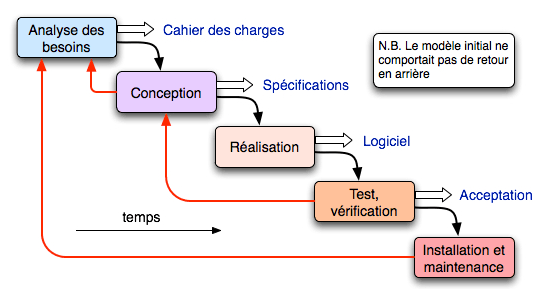 Analyse des
besoins
Cahier des charges
N.B. Le modèle initial ne
comportait pas de retour
en arrière
Conception
Spécifications
Réalisation
Logiciel
Test,
vérification
Acceptation
temps
Installation et
maintenance